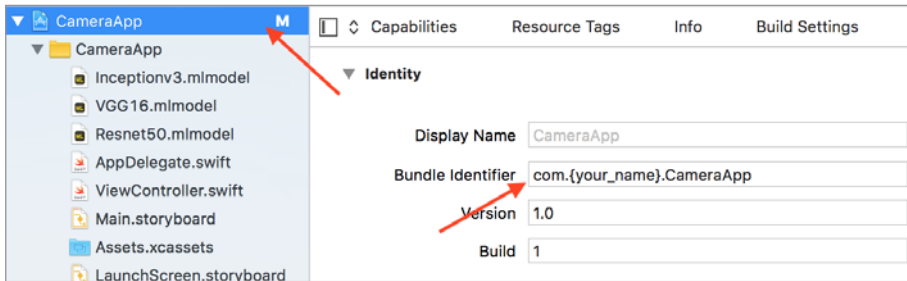 CameraApp M
CameraApp
Inceptionv3.mlmodel
VGG16.mlmodel
Resnet50.mlmodel
AppDelegate.swift
ViewController.swift
Main.storyboard
Assets.xcassets
LaunchScreen.storyboard
Capabilities Resource Tags Info Build Settings
Identity
Display Name CameraApp
Bundle Identifier com.{your_name}.CameraApp
Version 1.0
Build 1